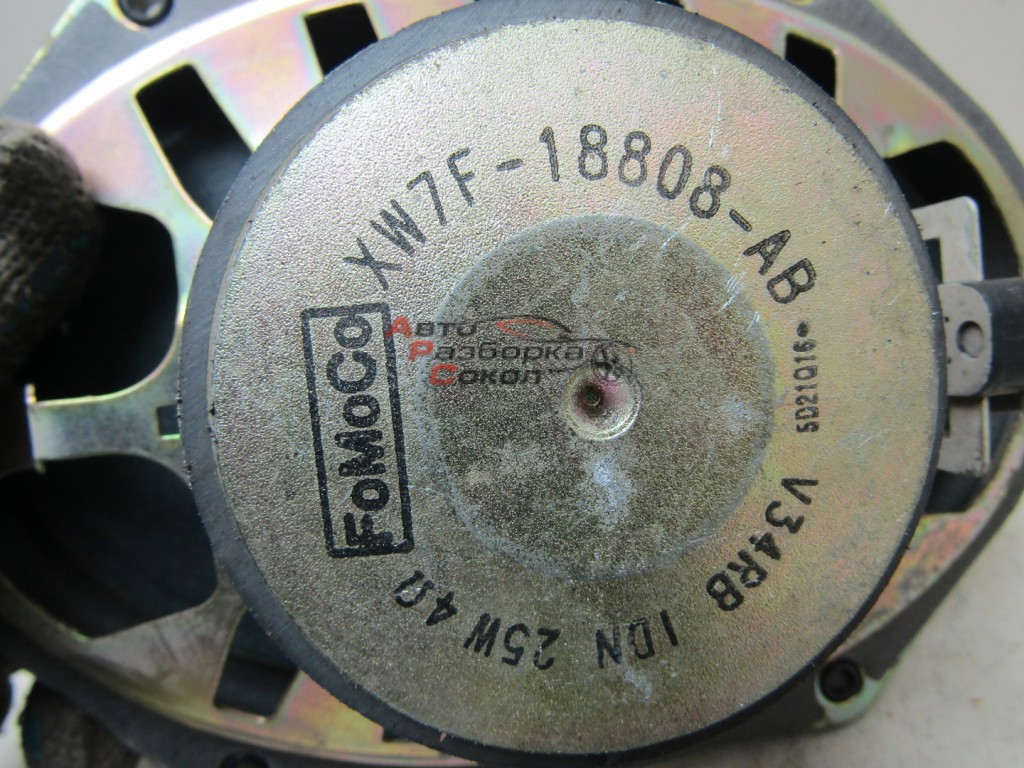 XW7F-18808-AB
5D21Q16
V34RB IDN 25W 4Ω
FoMoCo
Авто
Разборка
Сокол